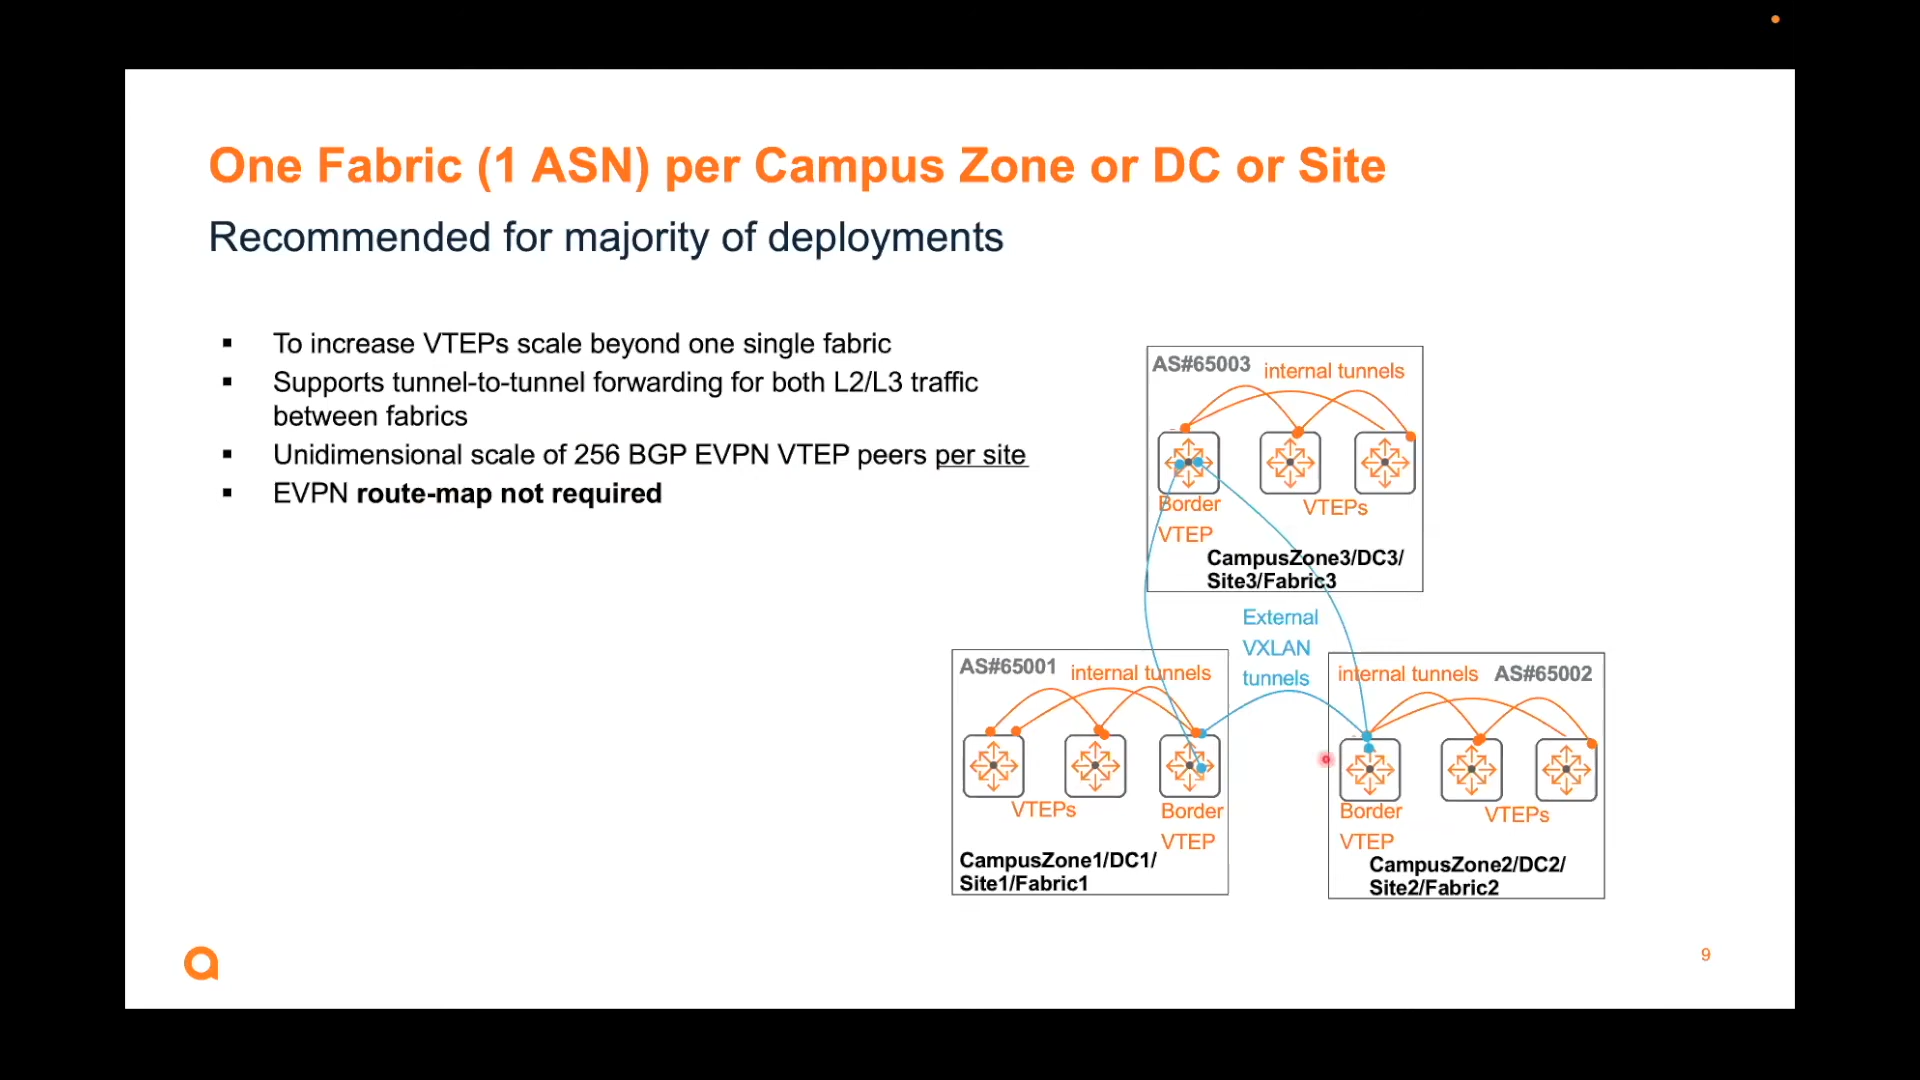 One Fabric (1 ASN) per Campus Zone or DC or Site
Recommended for majority of deployments
▪ To increase VTEPs scale beyond one single fabric
▪ Supports tunnel-to-tunnel forwarding for both L2/L3 traffic
between fabrics
▪ Unidimensional scale of 256 BGP EVPN VTEP peers per site
▪ EVPN route-map not required
AS#65003 internal tunnels
Border
VTEP
VTEPs
CampusZone3/DC3/
Site3/Fabric3
External
VXLAN
tunnels
AS#65001 internal tunnels
VTEPs
Border
VTEP
CampusZone1/DC1/
Site1/Fabric1
internal tunnels AS#65002
Border
VTEP
VTEPs
CampusZone2/DC2/
Site2/Fabric2
9